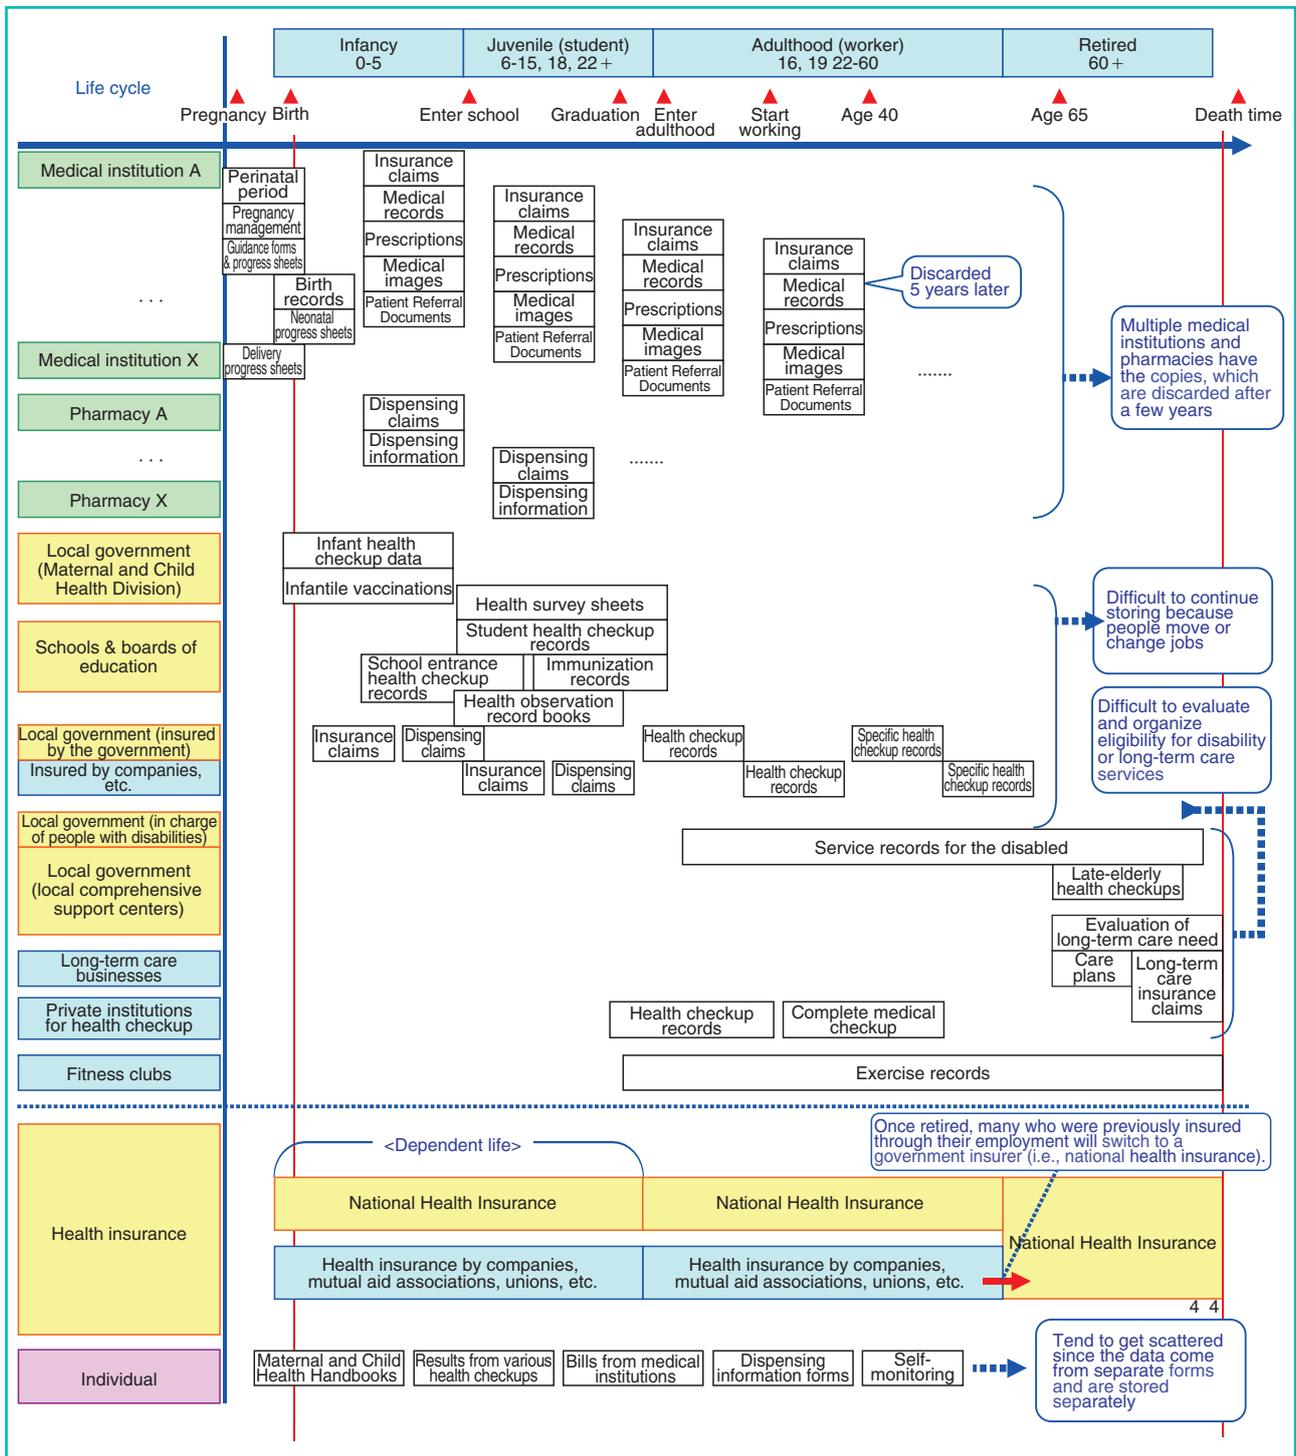 Life cycle
Infancy
0-5
Juvenile (student)
6-15, 18, 22 +
Adulthood (worker)
16, 19 22-60
Retired
60 +
Pregnancy
Birth
Enter school
Graduation
Enter
adulthood
Start
working
Age 40
Age 65
Death time
Medical institution A
. . .
Medical institution X
Perinatal
period
Pregnancy
management
Guidance forms
& progress sheets
Birth
records
Neonatal
progress sheets
Delivery
progress sheets
Insurance
claims
Medical
records
Prescriptions
Medical
images
Patient Referral
Documents
Insurance
claims
Medical
records
Prescriptions
Medical
images
Patient Referral
Documents
Insurance
claims
Medical
records
Prescriptions
Medical
images
Patient Referral
Documents
Insurance
claims
Medical
records
Prescriptions
Medical
images
Patient Referral
Documents
Discarded
5 years later
.......
Multiple medical
institutions and
pharmacies have
the copies, which
are discarded after
a few years
Pharmacy A
. . .
Pharmacy X
Dispensing
claims
Dispensing
information
Dispensing
claims
Dispensing
information
.......
Local government
(Maternal and Child
Health Division)
Infant health
checkup data
Infantile vaccinations
Schools & boards of
education
Health survey sheets
Student health checkup
records
School entrance
health checkup
records
Immunization
records
Health observation
record books
Difficult to continue
storing because
people move or
change jobs
Local government (insured
by the government)
Insurance
claims
Dispensing
claims
Health checkup
records
Specific health
checkup records
Insured by companies,
etc.
Insurance
claims
Dispensing
claims
Health checkup
records
Specific health
checkup records
Difficult to evaluate
and organize
eligibility for disability
or long-term care
services
Local government (in charge
of people with disabilities)
Service records for the disabled
Local government
(local comprehensive
support centers)
Late-elderly
health checkups
Evaluation of
long-term care need
Long-term care
businesses
Care
plans
Long-term
care
insurance
claims
Private institutions
for health checkup
Health checkup
records
Complete medical
checkup
Fitness clubs
Exercise records
Once retired, many who were previously insured
through their employment will switch to a
government insurer (i.e., national health insurance).
Health insurance
<Dependent life>
National Health Insurance
National Health Insurance
National Health Insurance
Health insurance by companies,
mutual aid associations, unions, etc.
Health insurance by companies,
mutual aid associations, unions, etc.
4 4
Individual
Maternal and Child
Health Handbooks
Results from various
health checkups
Bills from medical
institutions
Dispensing
information forms
Self-
monitoring
Tend to get scattered
since the data come
from separate forms
and are stored
separately